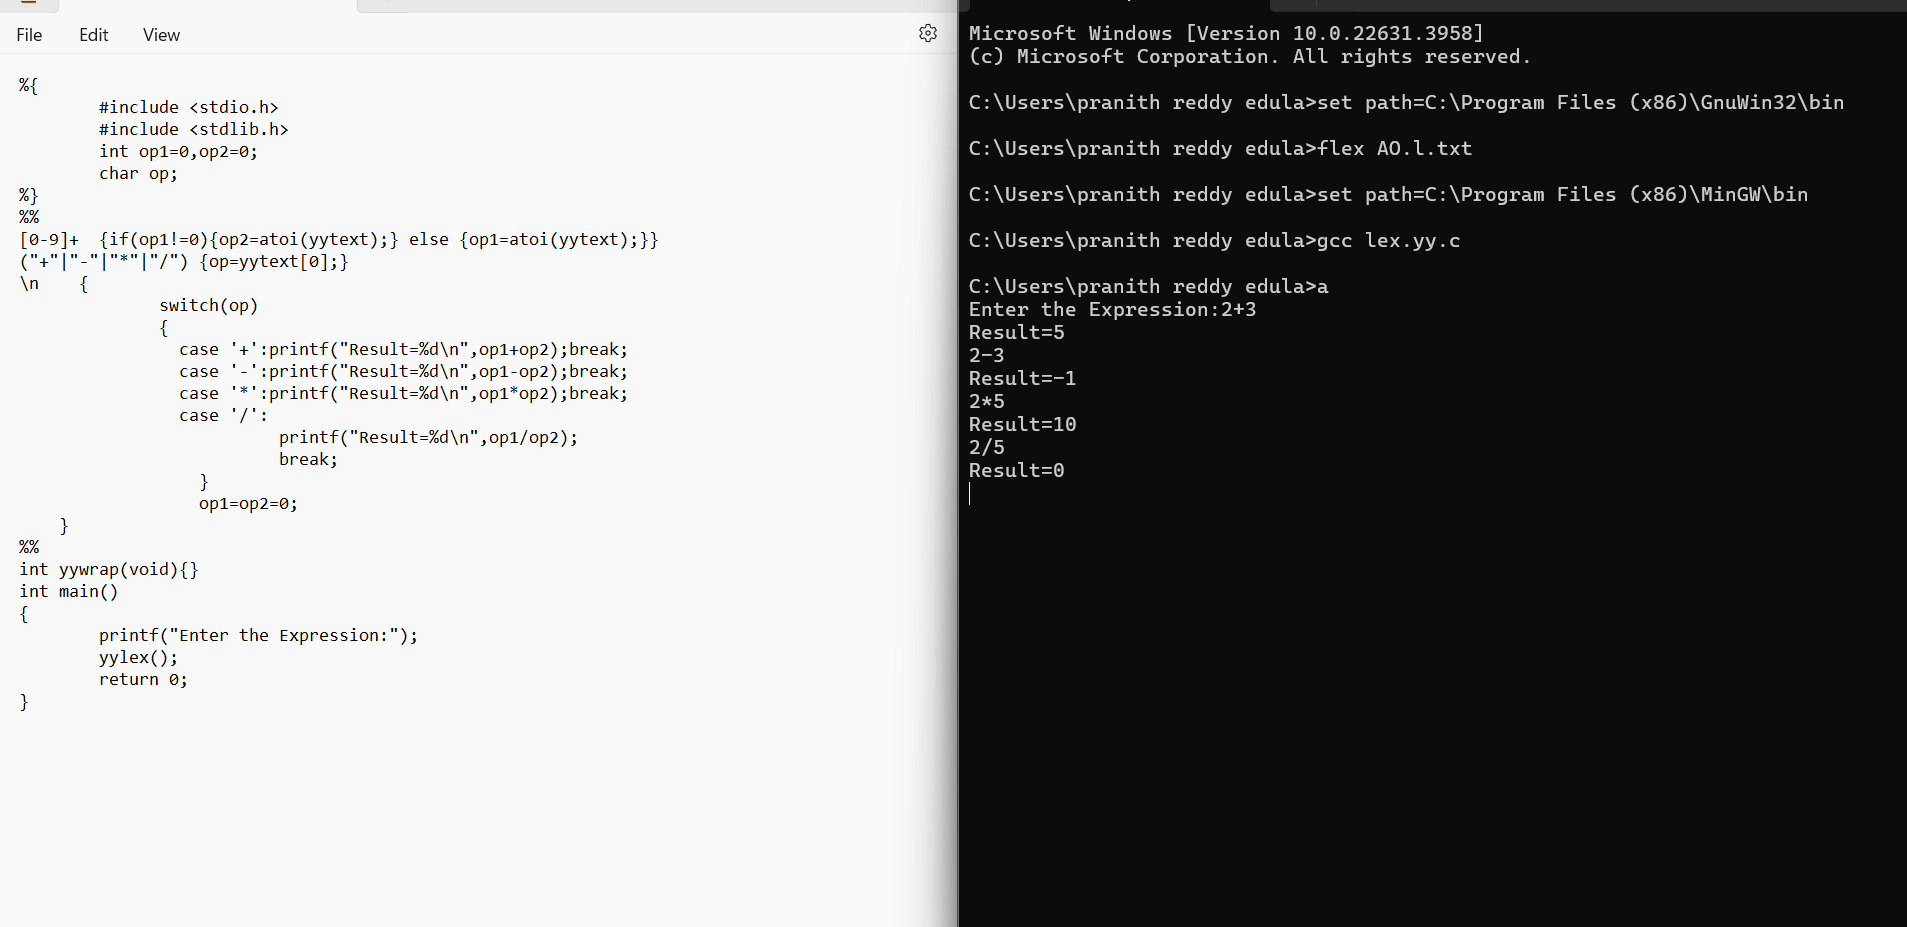 File Edit View
%{
#include <stdio.h>
#include <stdlib.h>
int op1=0,op2=0;
char op;
%}
%%
[0-9]+  {if(op1!=0){op2=atoi(yytext);} else {op1=atoi(yytext);}}
("+"|"-"|"*"|"/") {op=yytext[0];}
\n    {
switch(op)
{
case '+':printf("Result=%d\n",op1+op2);break;
case '-':printf("Result=%d\n",op1-op2);break;
case '*':printf("Result=%d\n",op1*op2);break;
case '/':
printf("Result=%d\n",op1/op2);
break;
}
op1=op2=0;
}
%%
int yywrap(void){}
int main()
{
printf("Enter the Expression:");
yylex();
return 0;
}
Microsoft Windows [Version 10.0.22631.3958]
(c) Microsoft Corporation. All rights reserved.
C:\Users\pranith reddy edula>set path=C:\Program Files (x86)\GnuWin32\bin
C:\Users\pranith reddy edula>flex AO.l.txt
C:\Users\pranith reddy edula>set path=C:\Program Files (x86)\MinGW\bin
C:\Users\pranith reddy edula>gcc lex.yy.c
C:\Users\pranith reddy edula>a
Enter the Expression:2+3
Result=5
2-3
Result=-1
2*5
Result=10
2/5
Result=0